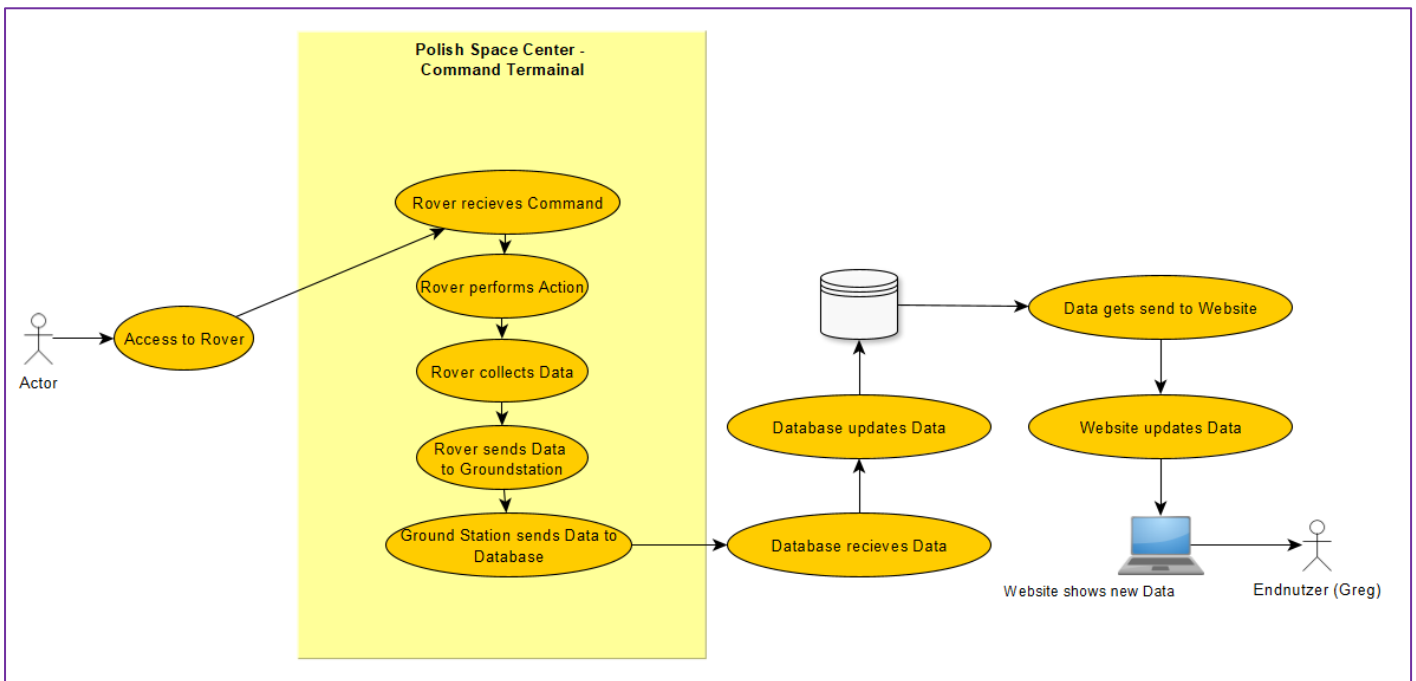 Polish Space Center -
Command Termainal
Rover recieves Command
Rover performs Action
Access to Rover
Actor
Rover collects Data
Rover sends Data
to Groundstation
Ground Station sends Data to
Database
Database recieves Data
Database updates Data
Data gets send to Website
Website updates Data
Website shows new Data
Endnutzer (Greg)